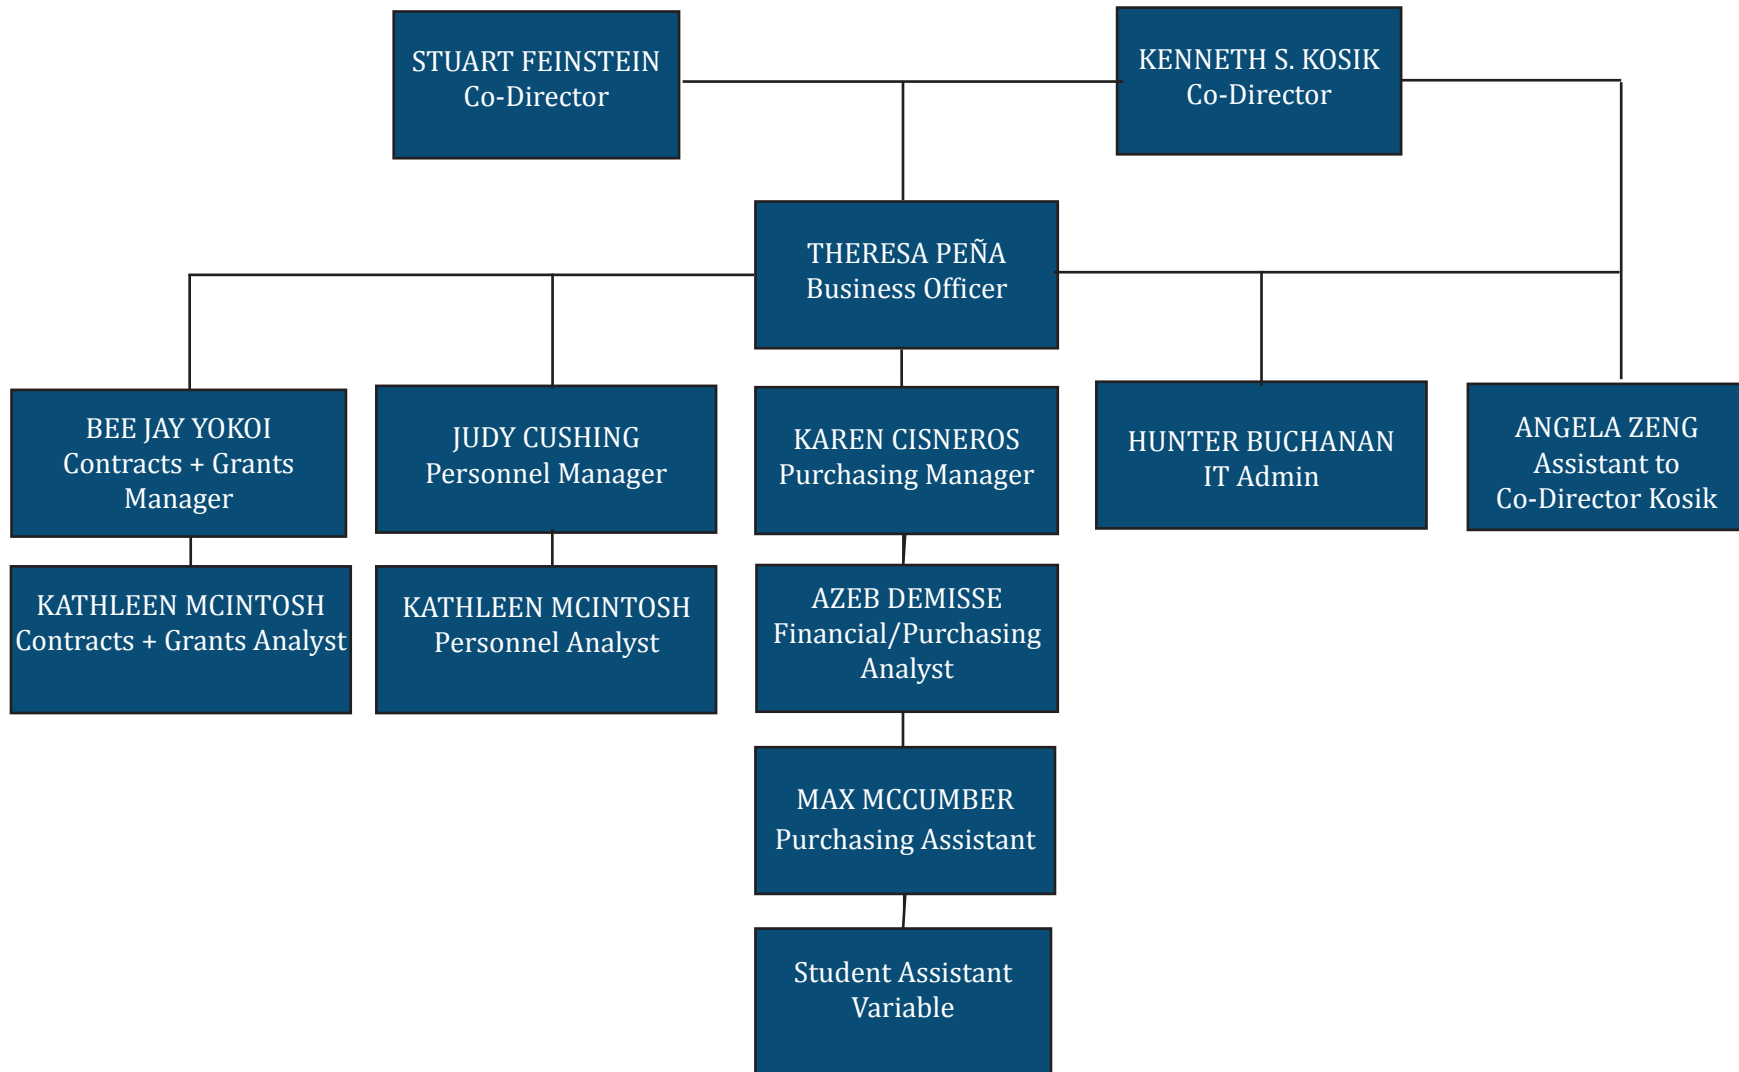 STUART FEINSTEIN
Co-Director
KENNETH S. KOSIK
Co-Director
THERESA PEÑA
Business Officer
BEE JAY YOKOI
Contracts + Grants
Manager
JUDY CUSHING
Personnel Manager
KAREN CISNEROS
Purchasing Manager
HUNTER BUCHANAN
IT Admin
ANGELA ZENG
Assistant to
Co-Director Kosik
KATHLEEN MCINTOSH
Contracts + Grants Analyst
KATHLEEN MCINTOSH
Personnel Analyst
AZEB DEMISSE
Financial/Purchasing
Analyst
MAX MCCUMBER
Purchasing Assistant
Student Assistant
Variable